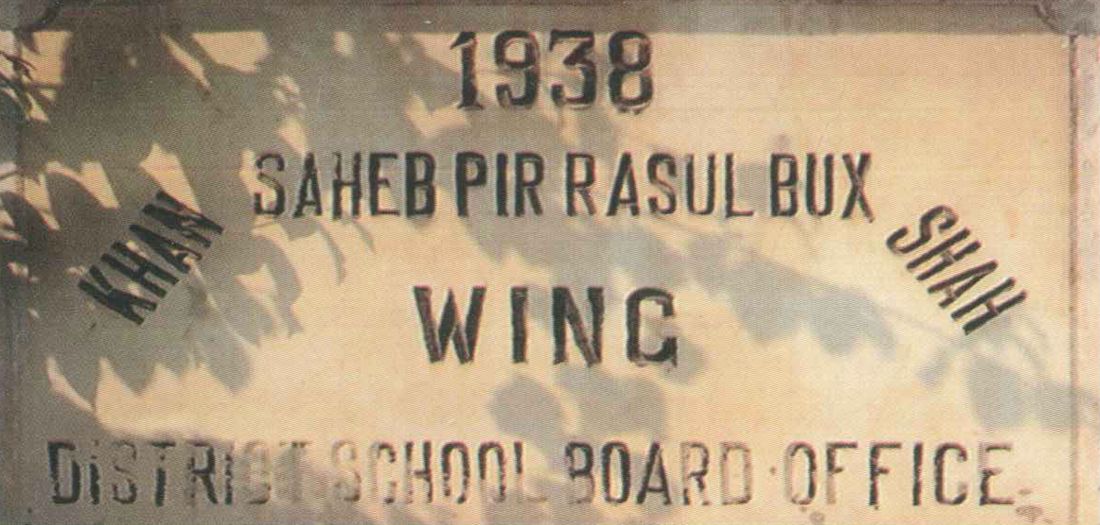 1938
KHAN SAHEB PIR RASUL BUX SHAH
WING
DISTRICT SCHOOL BOARD OFFICE